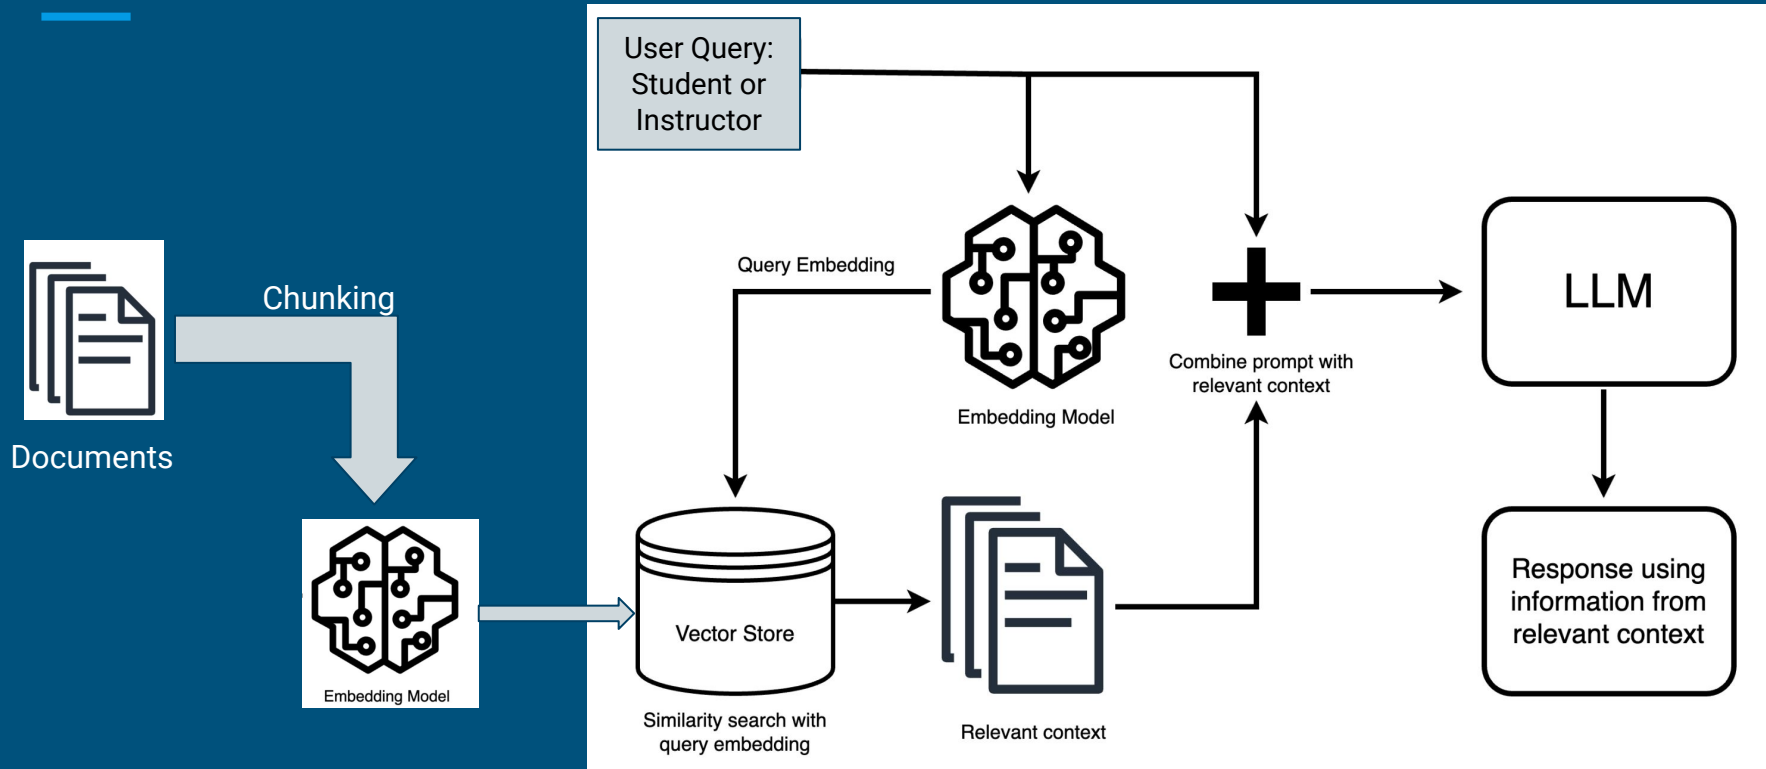 User Query:
Student or
Instructor
Chunking
Documents
Embedding Model
Query Embedding
Embedding Model
Combine prompt with
relevant context
LLM
Vector Store
Similarity search with
query embedding
Relevant context
Response using
information from
relevant context